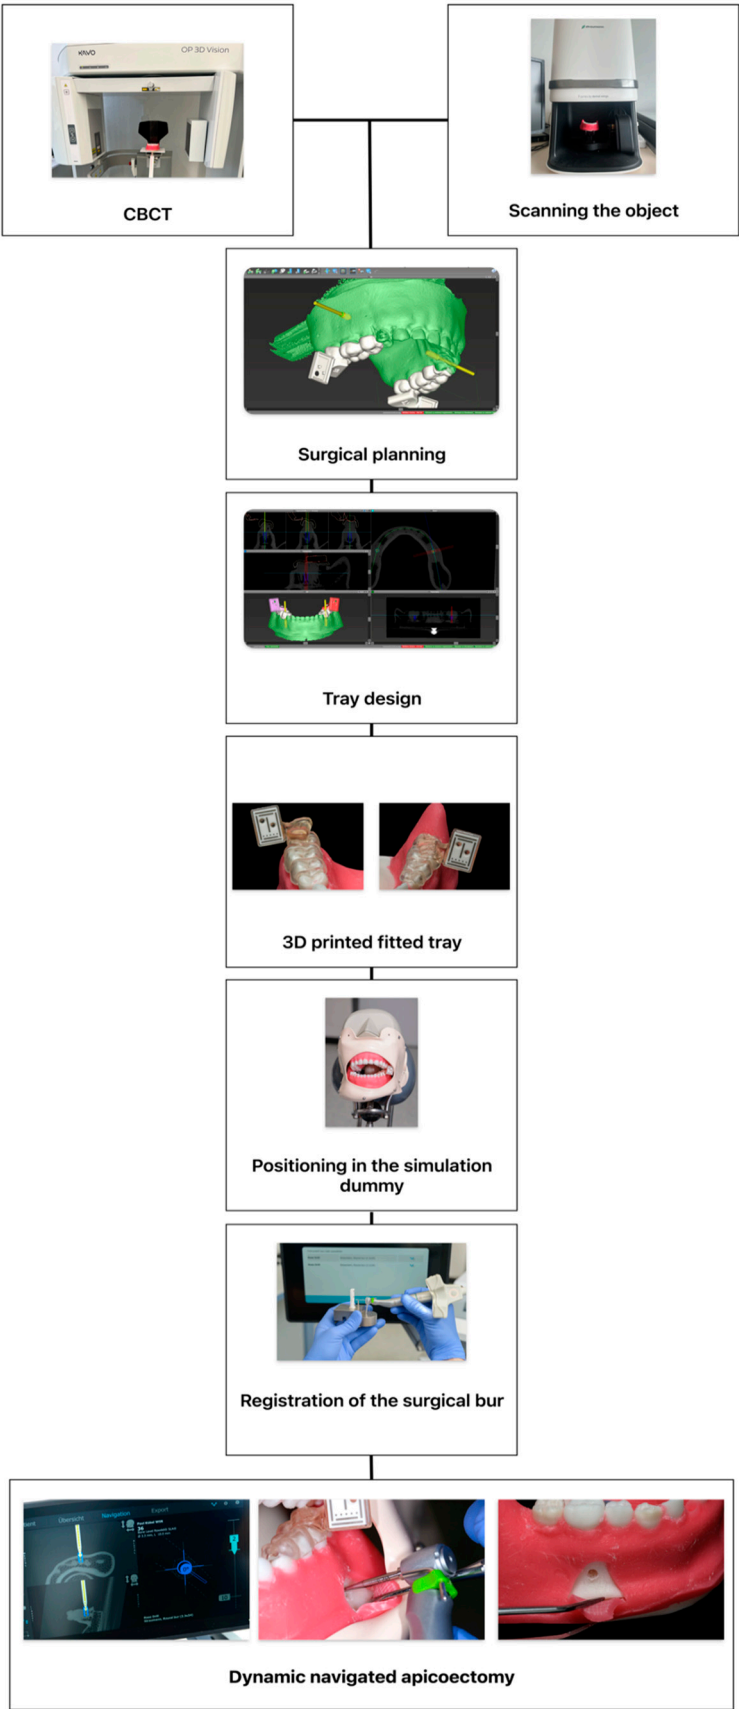 KAVO
OP 3D Vision
CBCT
Scanning the object
Surgical planning
Tray design
3D printed fitted tray
Positioning in the simulation
dummy
Registration of the surgical bur
Übersicht
Navigation
Export
Dynamic navigated apicoectomy